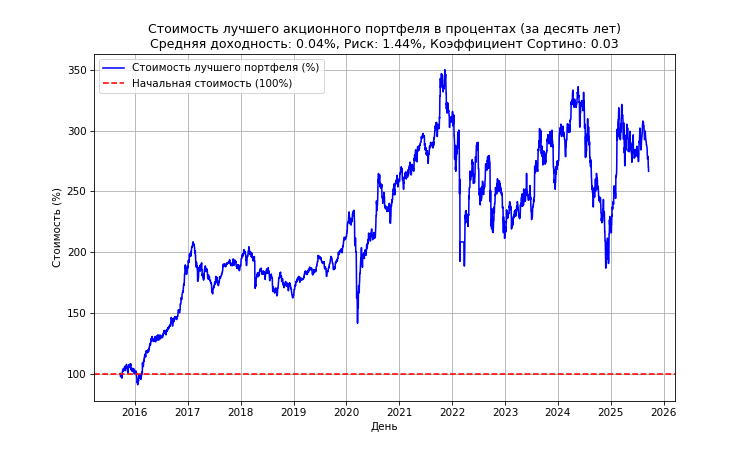 Стоимость лучшего акционного портфеля в процентах (за десять лет)
Средняя доходность: 0.04%, Риск: 1.44%, Коэффициент Сортино: 0.03
Стоимость лучшего портфеля (%)
Начальная стоимость (100%)
Стоимость (%)
350
300
250
200
150
100
2016 2017 2018 2019 2020 2021 2022 2023 2024 2025 2026
День